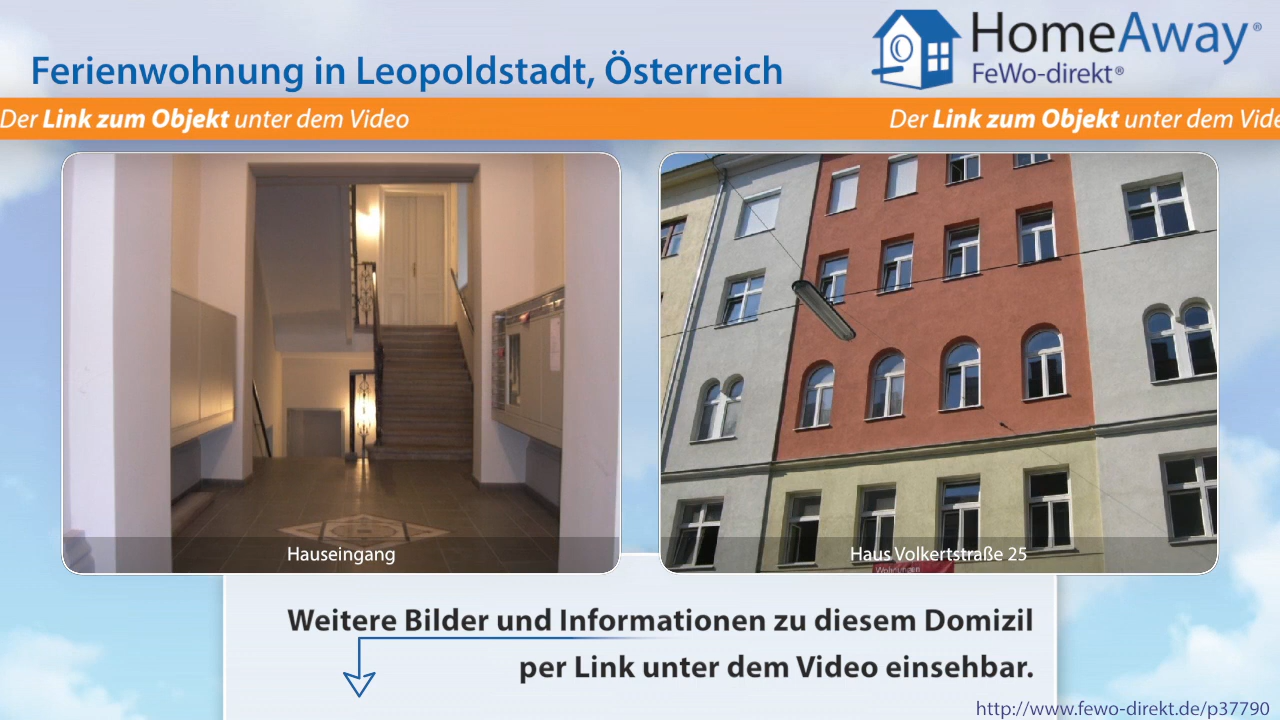 Ferienwohnung in Leopoldstadt, Österreich
HomeAway®
FeWo-direkt®
Der Link zum Objekt unter dem Video
Der Link zum Objekt unter dem Vide
Hauseingang
Wohnungen
Haus Volkertstraße 25
Weitere Bilder und Informationen zu diesem Domizil
per Link unter dem Video einsehbar.
http://www.fewo-direkt.de/p37790